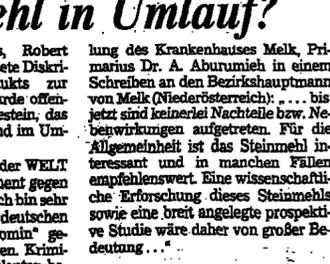 ehl in Umlauf?
s, Robert
ete Diskri-
ukts zur
urde offen-
estein, das
nd im Um-
der WELT
ment gegen
ch bin sehr
deutschen
omin" ge-
en. Krimi-
lung des Krankenhauses Melk, Pri-
marius Dr. A. Aburumieh in einem
Schreiben an den Bezirkshauptmann
von Melk (Niederösterreich): „... bis
jetzt sind keinerlei Nachteile bzw. Ne-
benwirkungen aufgetreten. Für die
Allgemeinheit ist das Steinmehl in-
teressant und in manchen Fällen
empfehlenswert. Eine wissenschaftli-
che Erforschung dieses Steinmehls
sowie eine breit angelegte prospekti-
ve Studie wäre daher von großer Be-
deutung ..."